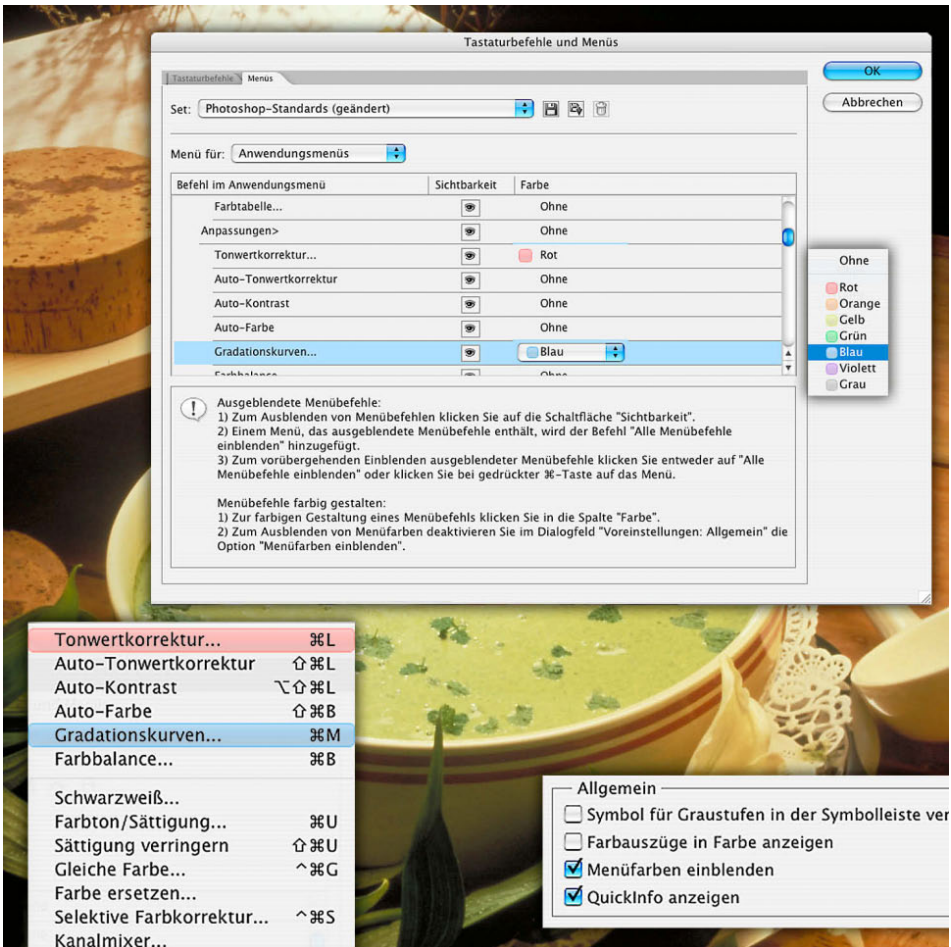 Tastaturbefehle und Menüs
Tastaturbefehle Menüs
OK
Set: Photoshop-Standards (geändert)
Abbrechen
Menü für: Anwendungsmenüs
Befehl im Anwendungsmenü Sichtbarkeit Farbe
Farbtabelle... Ohne
Anpassungen> Ohne
Tonwertkorrektur... Rot
Auto-Tonwertkorrektur Ohne
Auto-Kontrast Ohne
Auto-Farbe Ohne
Gradationskurven... Blau
Farbbalance... Ohne
Ohne
Rot
Orange
Gelb
Grün
Blau
Violett
Grau
Ausgeblendete Menübefehle:
1) Zum Ausblenden von Menübefehlen klicken Sie auf die Schaltfläche "Sichtbarkeit".
2) Einem Menü, das ausgeblendete Menübefehle enthält, wird der Befehl "Alle Menübefehle
einblenden" hinzugefügt.
3) Zum vorübergehenden Einblenden ausgeblendeter Menübefehle klicken Sie entweder auf "Alle
Menübefehle einblenden" oder klicken Sie bei gedrückter ⌘-Taste auf das Menü.
Menübefehle farbig gestalten:
1) Zur farbigen Gestaltung eines Menübefehls klicken Sie in die Spalte "Farbe".
2) Zum Ausblenden von Menüfarben deaktivieren Sie im Dialogfeld "Voreinstellungen: Allgemein" die
Option "Menüfarben einblenden".
Tonwertkorrektur... ⌘L
Auto-Tonwertkorrektur ⇧⌘L
Auto-Kontrast ⌥⇧⌘L
Auto-Farbe ⇧⌘B
Gradationskurven... ⌘M
Farbbalance... ⌘B
Schwarzweiß...
Farbton/Sättigung... ⌘U
Sättigung verringern ⇧⌘U
Gleiche Farbe... ^⌘G
Farbe ersetzen...
Selektive Farbkorrektur... ^⌘S
Kanalmixer...
Allgemein
Symbol für Graustufen in der Symbolleiste ver
Farbauszüge in Farbe anzeigen
Menüfarben einblenden
QuickInfo anzeigen